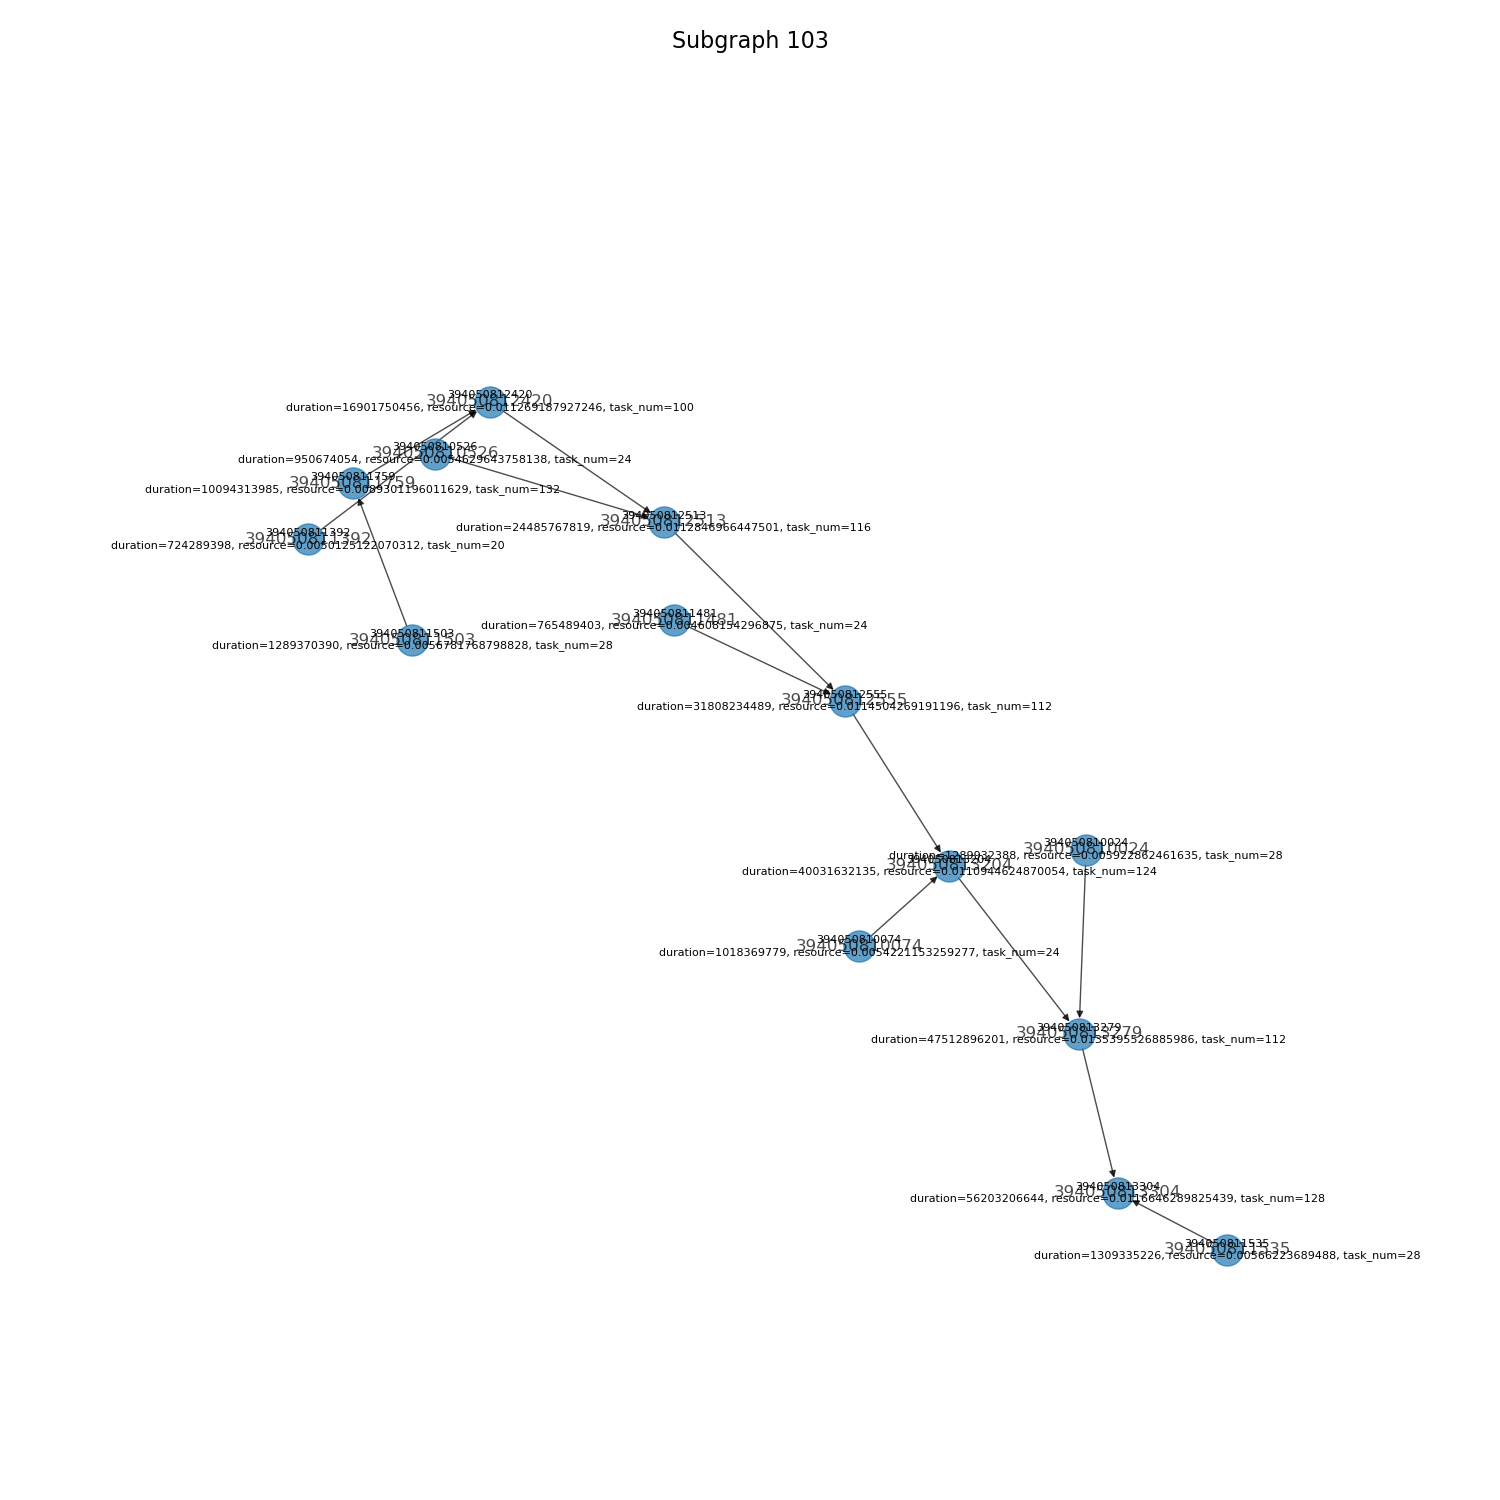 Subgraph 103
394050812420
394050812420
duration=16901750456, resource=0.011269187927246, task_num=100
394050810526
394050810526
duration=950674054, resource=0.0054629643758138, task_num=24
394050811759
394050811759
duration=10094313985, resource=0.0089301196011629, task_num=132
394050812513
394050812513
duration=24485767819, resource=0.0112846966447501, task_num=116
394050811392
394050811392
duration=724289398, resource=0.0050125122070312, task_num=20
394050811481
394050811481
duration=765489403, resource=0.004608154296875, task_num=24
394050811503
394050811503
duration=1289370390, resource=0.0056781768798828, task_num=28
394050812555
394050812555
duration=31808234489, resource=0.0114504269191196, task_num=112
394050810024
394050810024
duration=1289932388, resource=0.005922862461635, task_num=28
394050813204
394050813204
duration=40031632135, resource=0.0110944624870054, task_num=124
394050810074
394050810074
duration=1018369779, resource=0.0054221153259277, task_num=24
394050813279
394050813279
duration=47512896201, resource=0.0135395526885986, task_num=112
394050813304
394050813304
duration=56203206644, resource=0.0116646289825439, task_num=128
394050811535
394050811535
duration=1309335226, resource=0.00566223689488, task_num=28